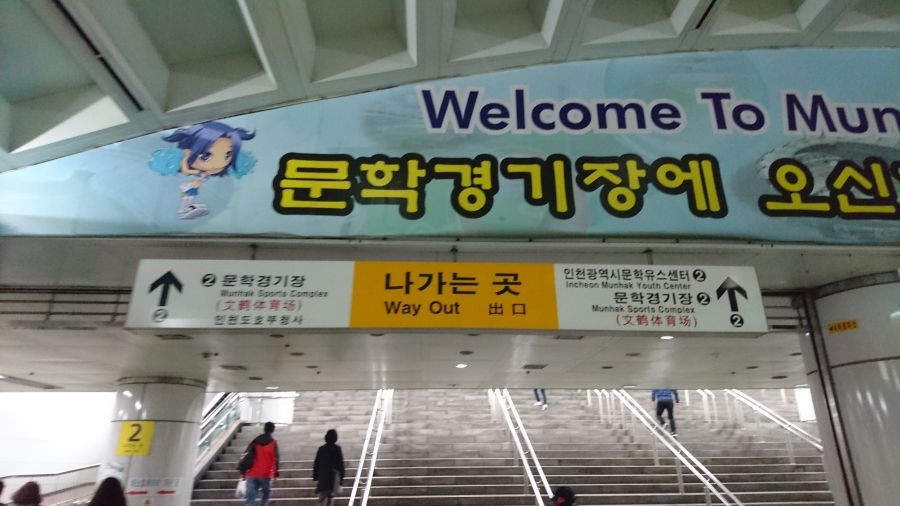 Welcome To Mun
문학경기장에 오신
② 문학경기장
Munhak Sports Complex
(文鹤体育场)
인천도호부청사
②
나가는 곳
Way Out 出口
인천광역시문학유스센터 ②
Incheon Munhak Youth Center
문학경기장 ②
Munhak Sports Complex
(文鹤体育场)
②
2